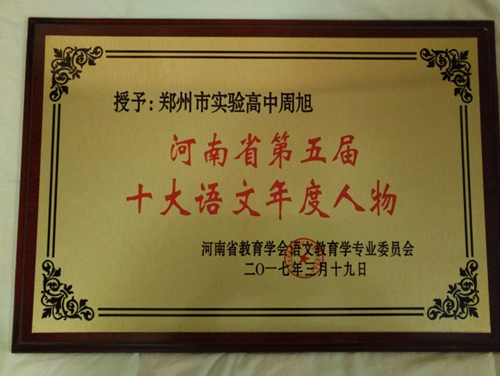 授予：郑州市实验高中周旭
河南省第五届
十大语文年度人物
河南省教育学会语文教育学专业委员会
二〇一七年三月十九日